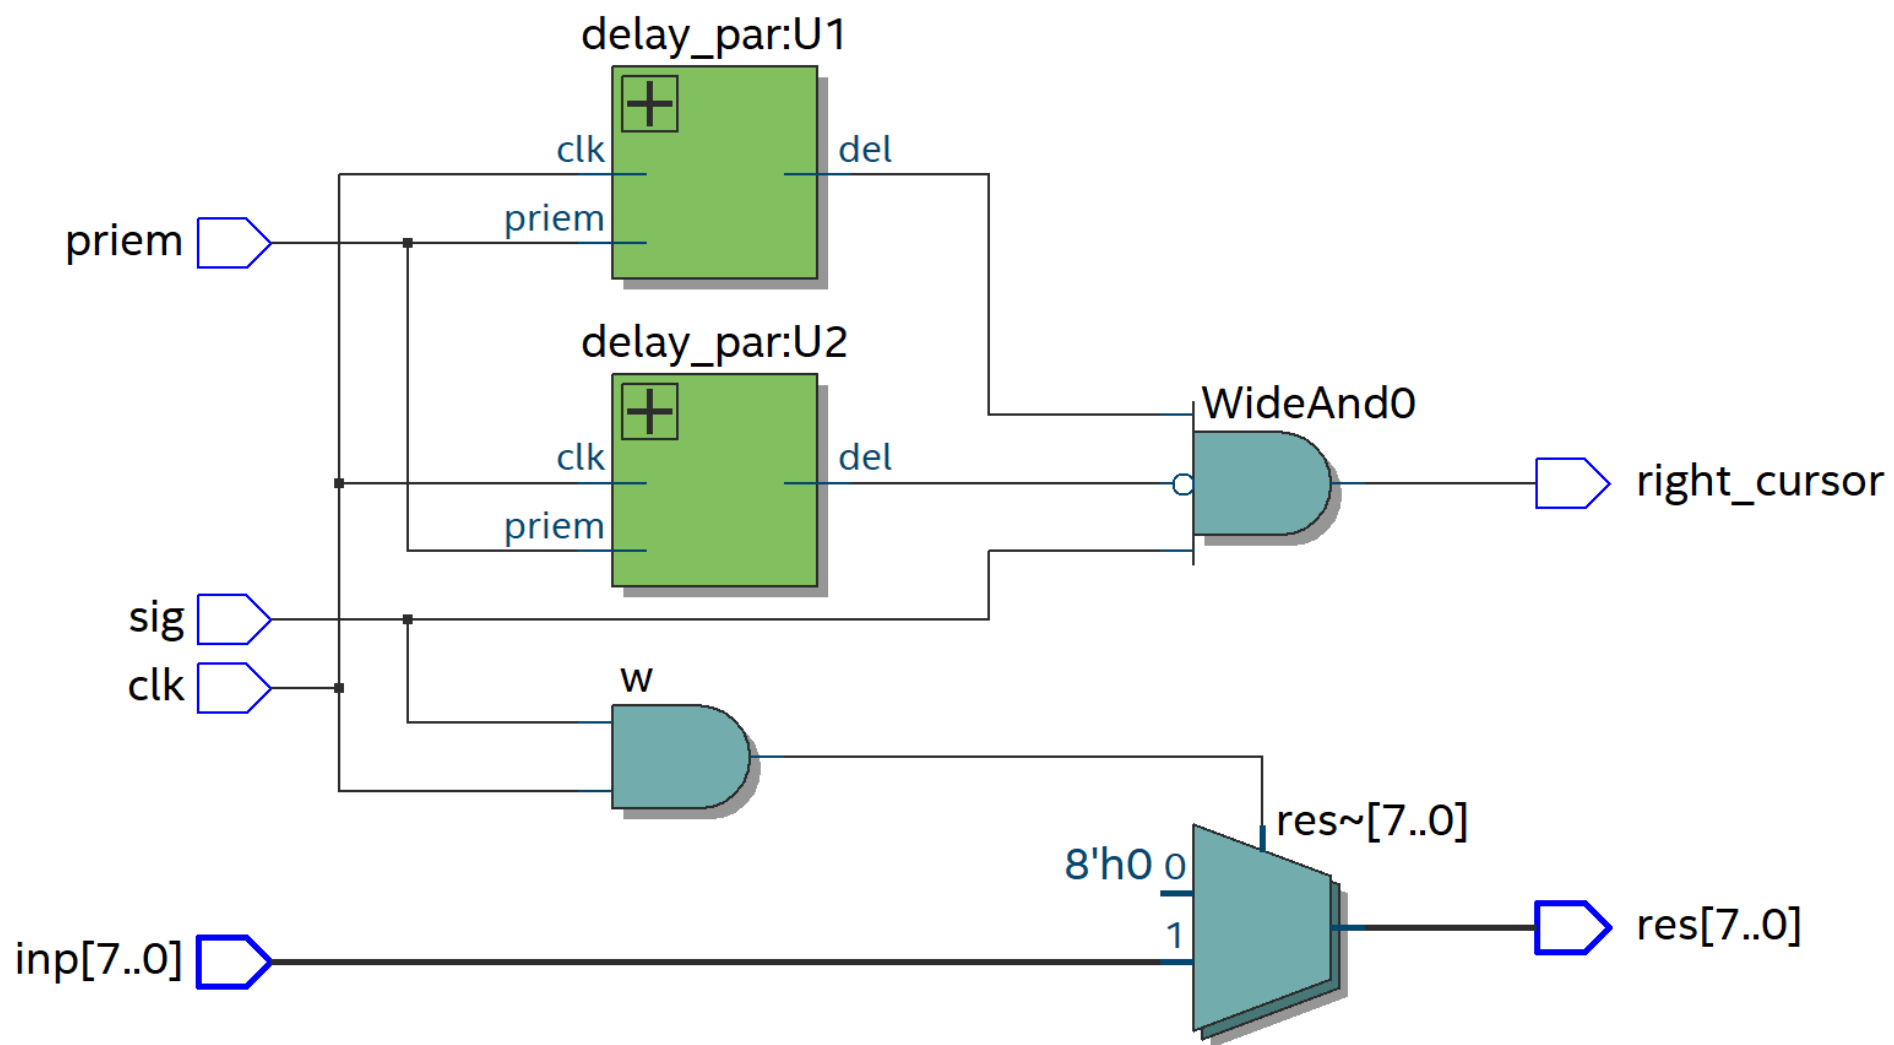 delay_par:U1
clk
del
priem
priem
delay_par:U2
clk
del
priem
WideAnd0
right_cursor
sig
clk
w
res~[7..0]
8'h0 0
1
inp[7..0]
res[7..0]